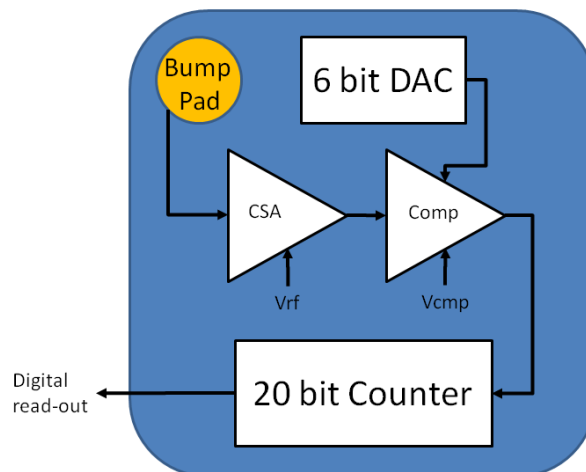 Bump
Pad
6 bit DAC
CSA
Comp
Vrf
Vcmp
20 bit Counter
Digital
read-out